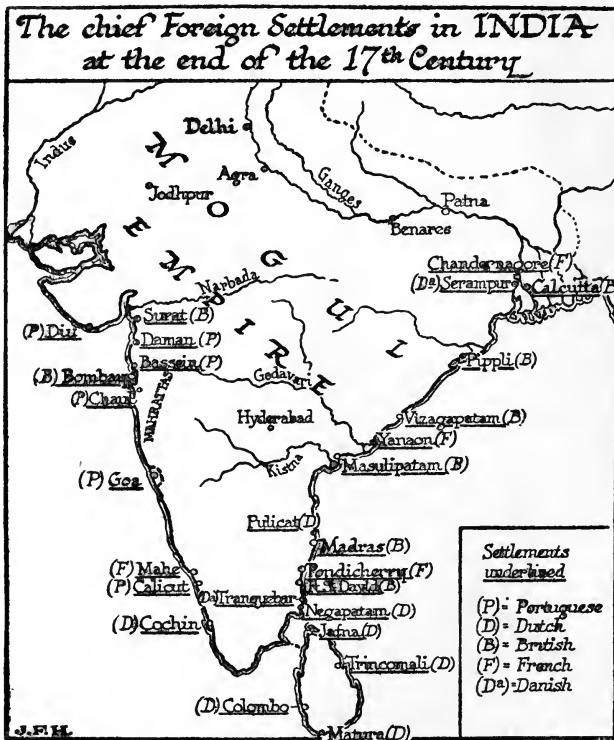 The chief Foreign Settlements in INDIA
at the end of the 17th Century
Indus
Delhi
MOGUL
EMPIRE
Jodhpur
Agra
Ganges
Patna
Benares
Chandernagore (F)
(Da) Serampur
Calcutta (B
Narbada
(P) Diu
Surat (B)
Daman (P)
Bassein (P)
(B) Bombay
(P) Chaul
MAHRATTAS
Godaveri
Pippli (B)
Hyderabad
Vizagapatam (B)
Yanaon (F)
Kistna
Masulipatam (B)
(P) Goa
Pulicat (D)
Madras (B)
(F) Mahe
Pondicherry (F)
(P) Calicut
Ft. St. David (B)
(Da) Tranquebar
Negapatam (D)
(D) Cochin
Jafna (D)
Trincomali (D)
(D) Colombo
Matura (D)
Settlements
underlined
(P) = Portuguese
(D) = Dutch
(B) = British
(F) = French
(Da) = Danish
J.F.H.